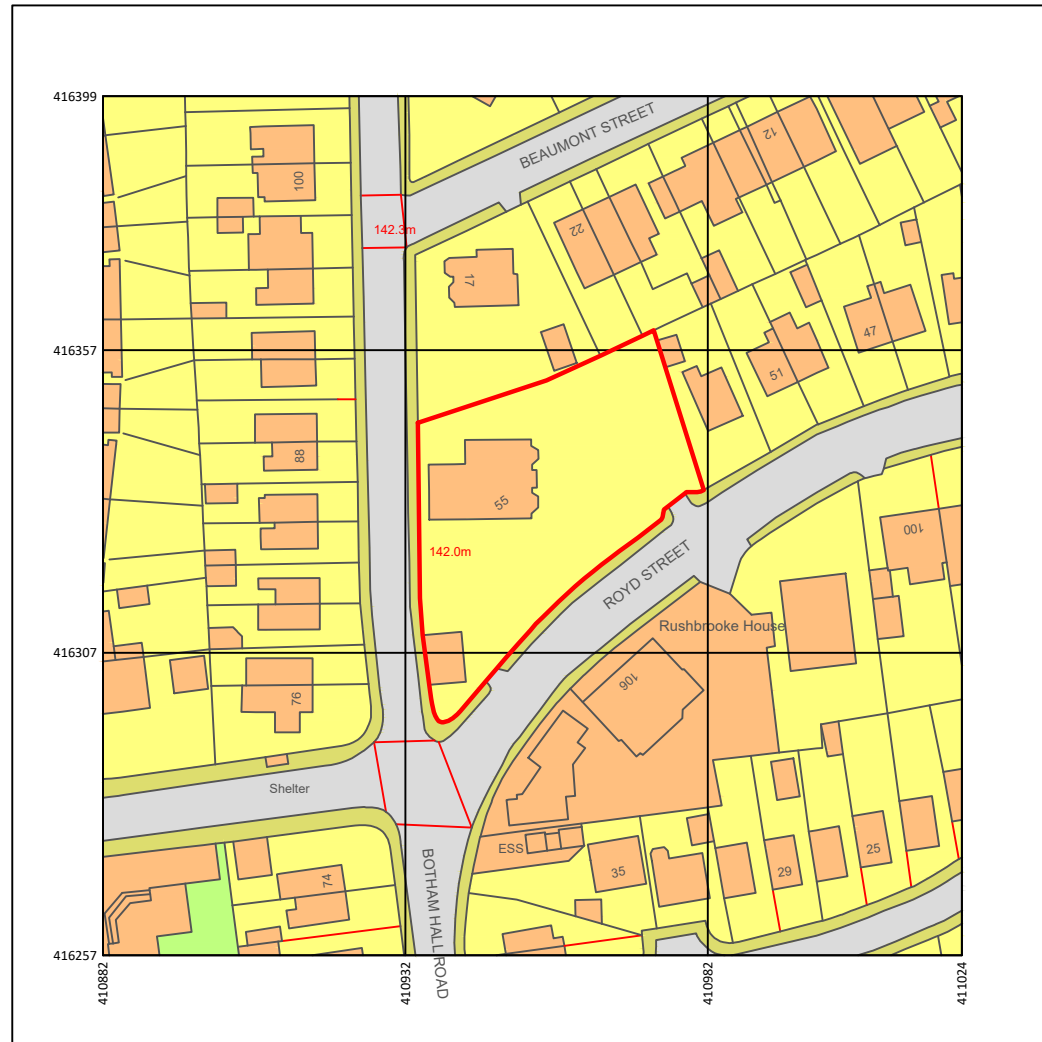 416399
BEAUMONT STREET
12
100
142.3m
22
17
47
416357
51
88
55
100
142.0m
ROYD STREET
Rushbrooke House
416307
106
76
Shelter
ESS
35
29
25
74
BOTHAM HALL ROAD
416257
410882
410932
410982
411024